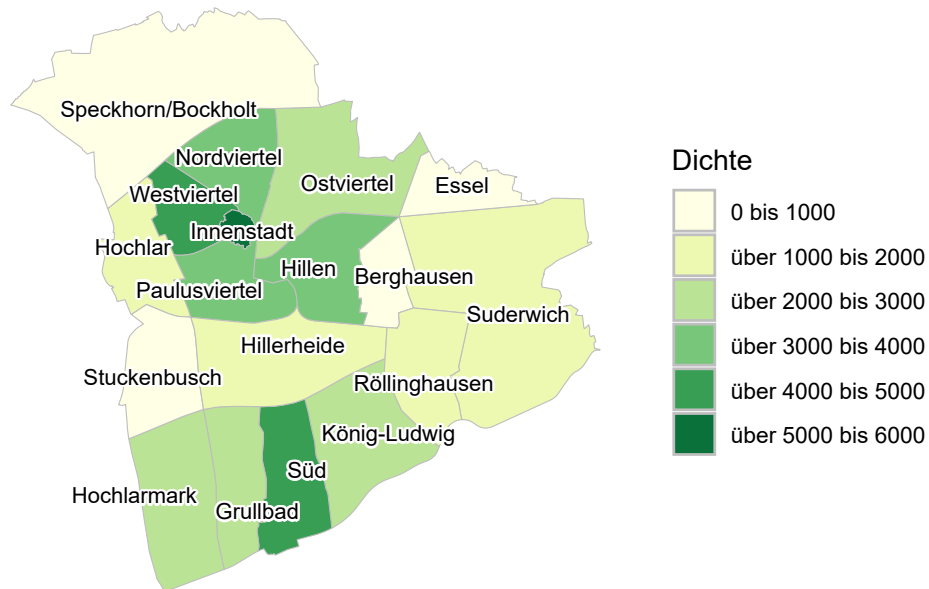 Speckhorn/Bockholt
Nordviertel
Westviertel
Ostviertel
Essel
Innenstadt
Hochlar
Hillen
Berghausen
Paulusviertel
Suderwich
Hillerheide
Stuckenbusch
Röllinghausen
König-Ludwig
Süd
Hochlarmark
Grullbad
Dichte
0 bis 1000
über 1000 bis 2000
über 2000 bis 3000
über 3000 bis 4000
über 4000 bis 5000
über 5000 bis 6000